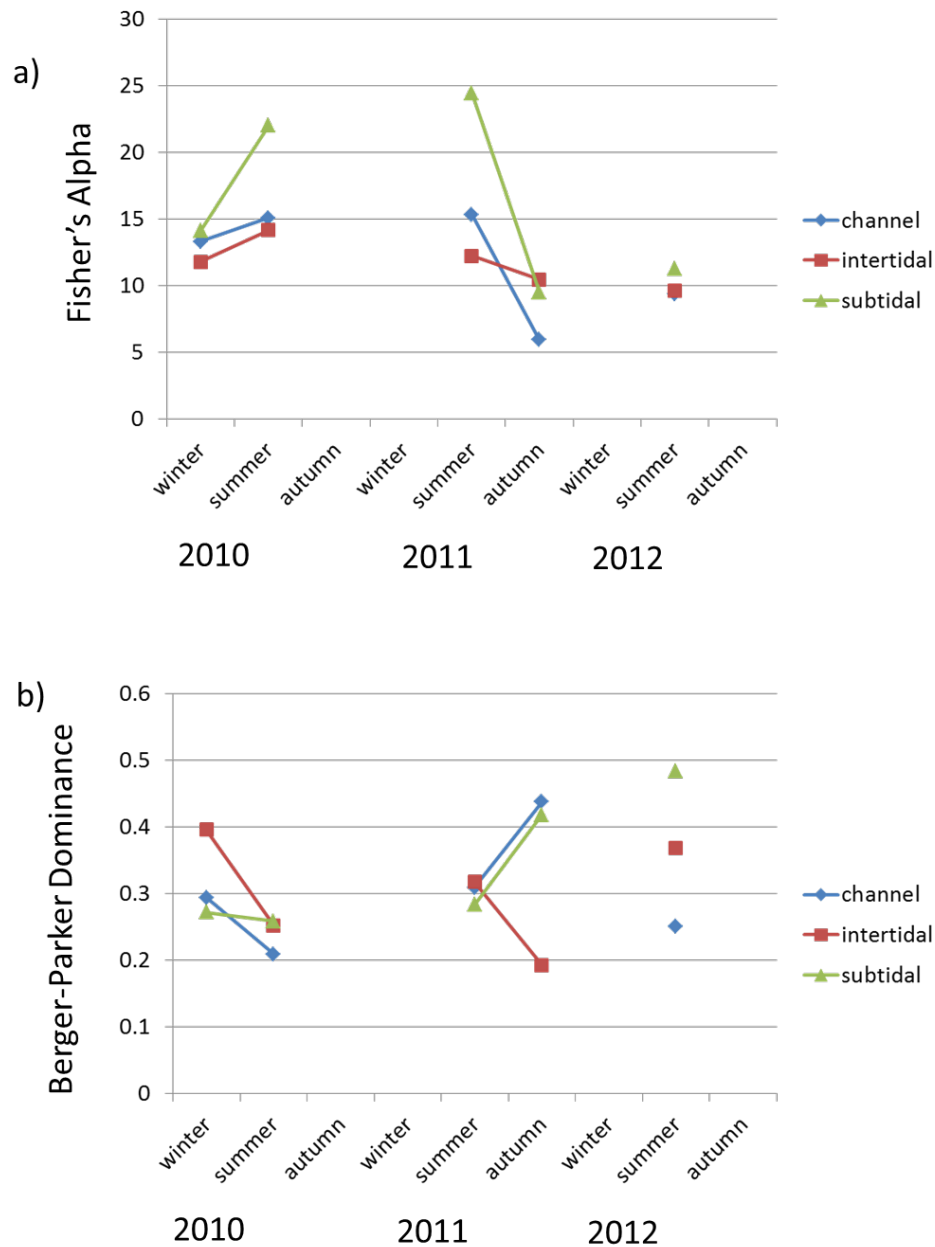 a)
Fisher's Alpha
30
25
20
15
10
5
0
channel
intertidal
subtidal
winter summer autumn winter summer autumn winter summer autumn
2010 2011 2012
b)
Berger-Parker Dominance
0.6
0.5
0.4
0.3
0.2
0.1
0
channel
intertidal
subtidal
winter summer autumn winter summer autumn winter summer autumn
2010 2011 2012